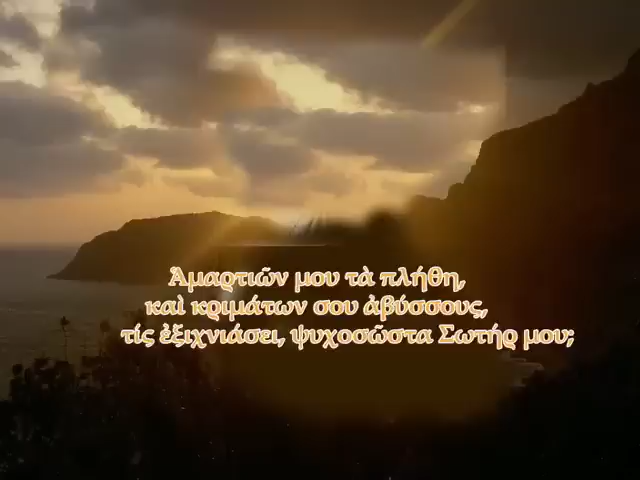 Ἁμαρτιῶν μου τὰ πλήθη,
καὶ κριμάτων σου ἀβύσσους,
τίς ἐξιχνιάσει, ψυχοσῶστα Σωτήρ μου;